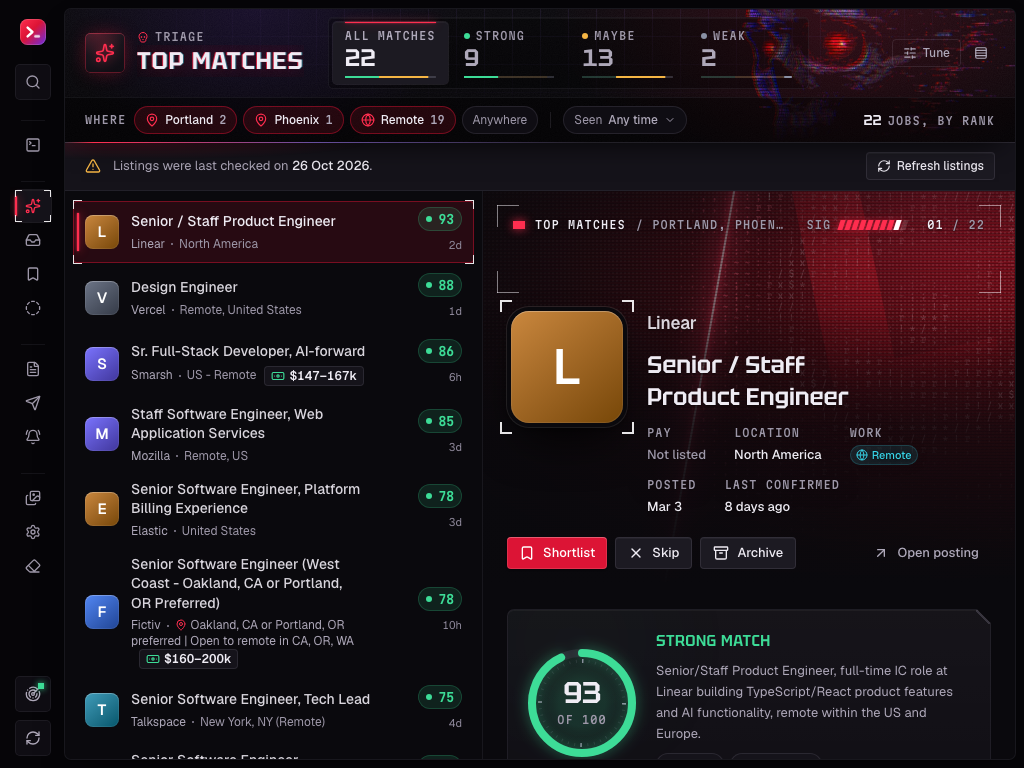 TRIAGE
TOP MATCHES
ALL MATCHES
22
STRONG
9
MAYBE
13
WEAK
2
Tune
WHERE
Portland 2
Phoenix 1
Remote 19
Anywhere
Seen Any time
22 JOBS, BY RANK
Listings were last checked on 26 Oct 2026.
Refresh listings
L
Senior / Staff Product Engineer
Linear · North America
93
2d
V
Design Engineer
Vercel · Remote, United States
88
1d
S
Sr. Full-Stack Developer, AI-forward
Smarsh · US - Remote $147–167k
86
6h
M
Staff Software Engineer, Web
Application Services
Mozilla · Remote, US
85
3d
E
Senior Software Engineer, Platform
Billing Experience
Elastic · United States
78
3d
F
Senior Software Engineer (West
Coast - Oakland, CA or Portland,
OR Preferred)
Fictiv · Oakland, CA or Portland, OR
preferred | Open to remote in CA, OR, WA
$160–200k
78
10h
T
Senior Software Engineer, Tech Lead
Talkspace · New York, NY (Remote)
75
4d
Senior Software Engineer
TOP MATCHES / PORTLAND, PHOEN…
SIG
01 / 22
L
Linear
Senior / Staff
Product Engineer
PAY
Not listed
LOCATION
North America
WORK
Remote
POSTED
Mar 3
LAST CONFIRMED
8 days ago
Shortlist
Skip
Archive
Open posting
93
OF 100
STRONG MATCH
Senior/Staff Product Engineer, full-time IC role at
Linear building TypeScript/React product features
and AI functionality, remote within the US and
Europe.